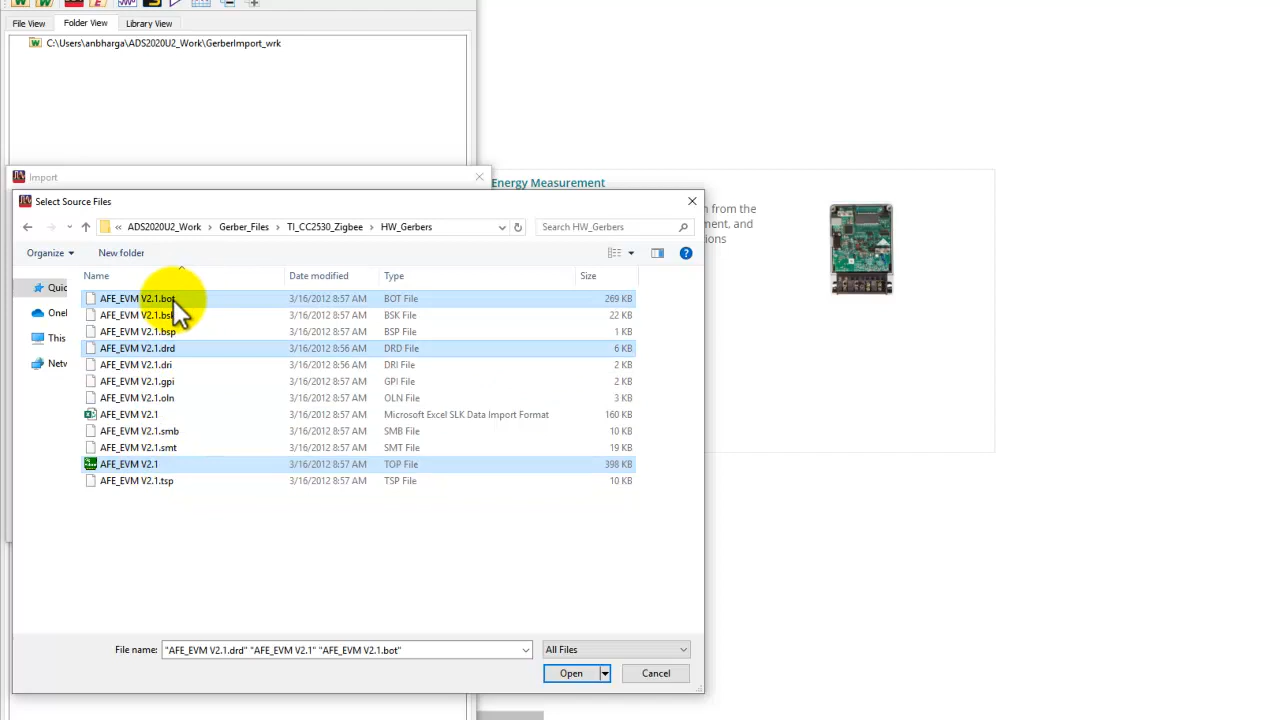 File View
Folder View
Library View
C:\Users\anbharga\ADS2020U2_Work\GerberImport_wrk
Import
Energy Measurement
Select Source Files
from the
ment, and
tions
« ADS2020U2_Work > Gerber_Files > TI_CC2530_Zigbee > HW_Gerbers
Search HW_Gerbers
Organize
New folder
Name Date modified Type Size
AFE_EVM V2.1.bot 3/16/2012 8:57 AM BOT File 269 KB
AFE_EVM V2.1.bsk 3/16/2012 8:57 AM BSK File 22 KB
AFE_EVM V2.1.bsp 3/16/2012 8:57 AM BSP File 1 KB
AFE_EVM V2.1.drd 3/16/2012 8:56 AM DRD File 6 KB
AFE_EVM V2.1.dri 3/16/2012 8:56 AM DRI File 2 KB
AFE_EVM V2.1.gpi 3/16/2012 8:57 AM GPI File 2 KB
AFE_EVM V2.1.oln 3/16/2012 8:57 AM OLN File 3 KB
AFE_EVM V2.1 3/16/2012 8:57 AM Microsoft Excel SLK Data Import Format 160 KB
AFE_EVM V2.1.smb 3/16/2012 8:57 AM SMB File 10 KB
AFE_EVM V2.1.smt 3/16/2012 8:57 AM SMT File 19 KB
AFE_EVM V2.1 3/16/2012 8:57 AM TOP File 398 KB
AFE_EVM V2.1.tsp 3/16/2012 8:57 AM TSP File 10 KB
Quic
OneI
This
Netv
File name: "AFE_EVM V2.1.drd" "AFE_EVM V2.1" "AFE_EVM V2.1.bot"
All Files
Open
Cancel